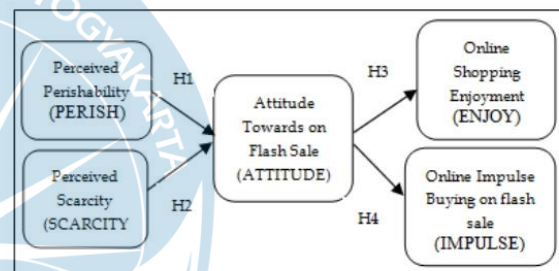 YOGYAKARTA
Perceived
Perishability
(PERISH)
Perceived
Scarcity
(SCARCITY
H1
H2
Attitude
Towards on
Flash Sale
(ATTITUDE)
H3
H4
Online
Shopping
Enjoyment
(ENJOY)
Online Impulse
Buying on flash
sale
(IMPULSE)